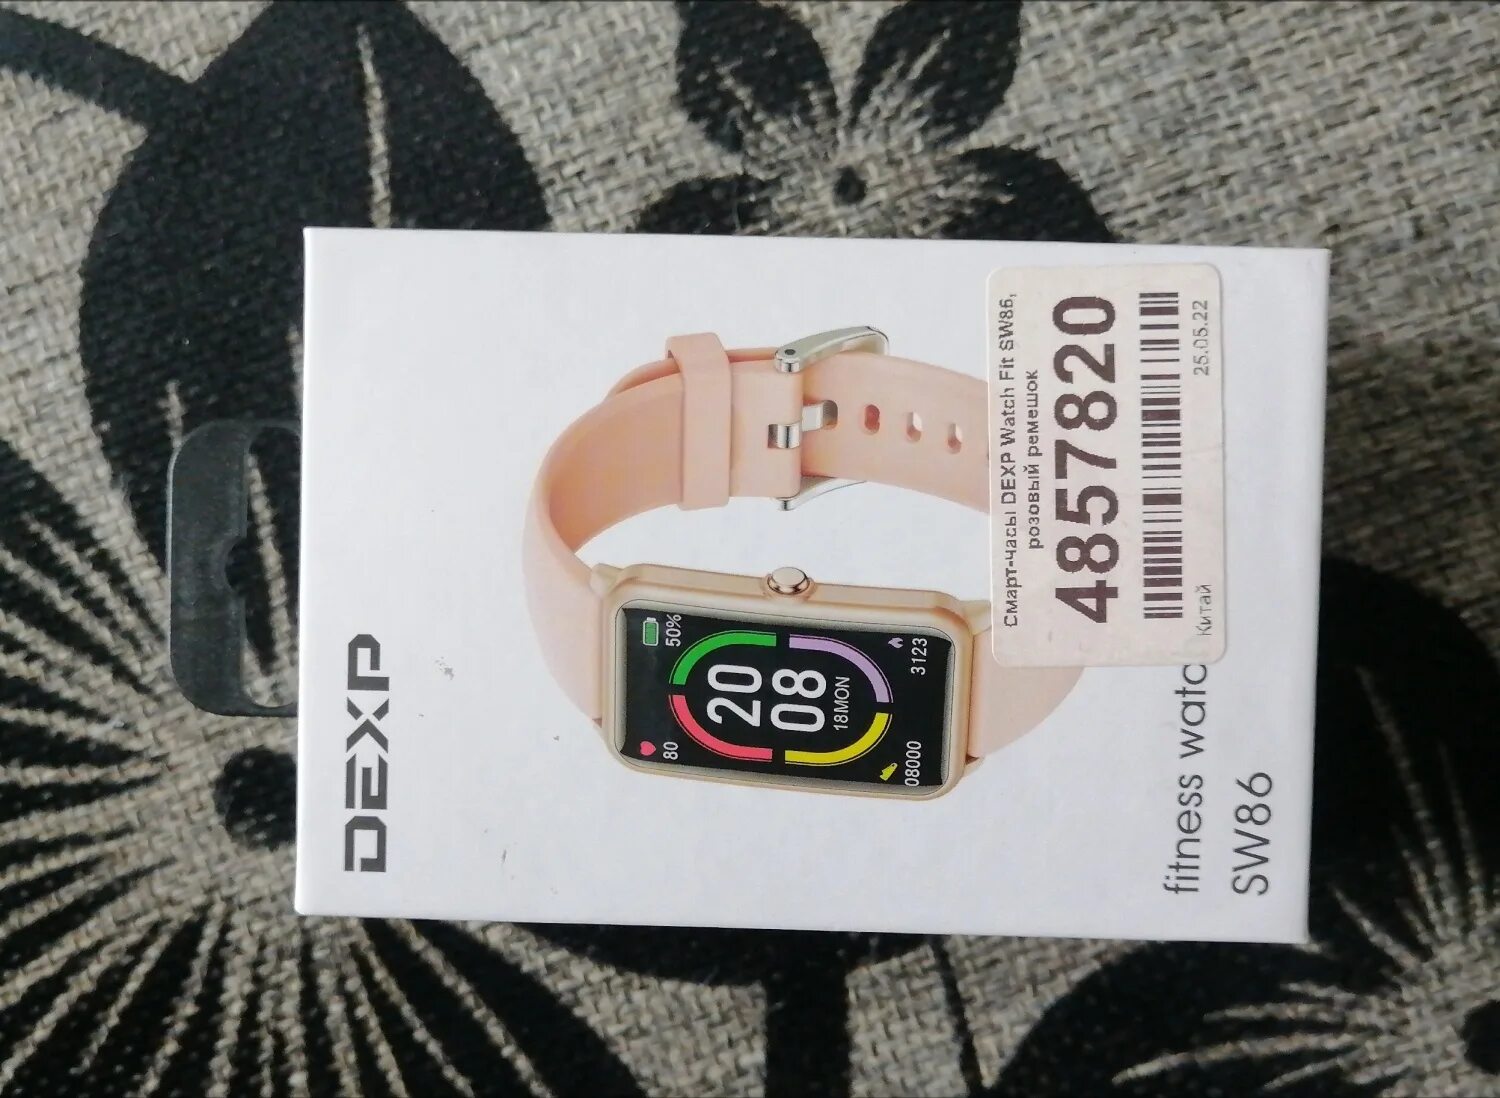 DEXP
50%
80
20
08
18MON
3123
08000
Смарт-часы DEXP Watch Fit SW86,
розовый ремешок
4857820
Китай 25.05.22
fitness watc
SW86